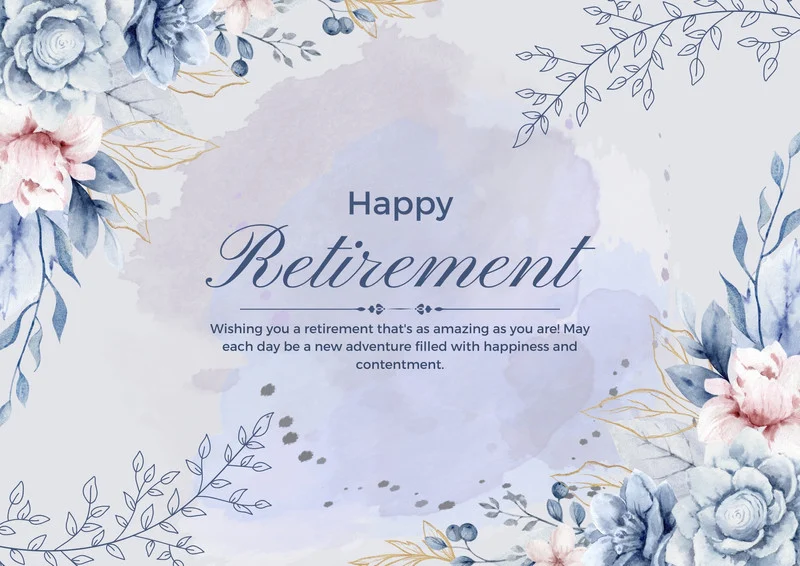 Happy
Retirement
Wishing you a retirement that's as amazing as you are! May
each day be a new adventure filled with happiness and
contentment.